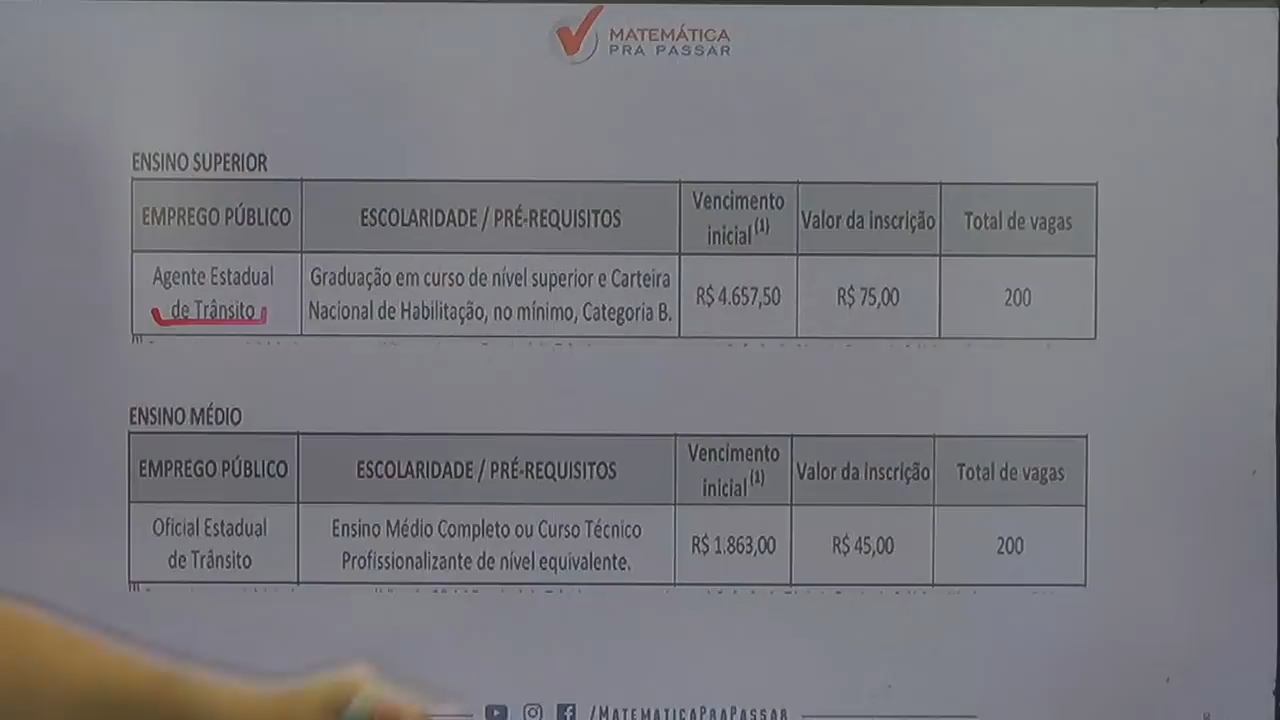 MATEMÁTICA
PRA PASSAR
ENSINO SUPERIOR
EMPREGO PÚBLICO
ESCOLARIDADE / PRÉ-REQUISITOS
Vencimento
inicial(1)
Valor da inscrição
Total de vagas
Agente Estadual
de Trânsito
Graduação em curso de nível superior e Carteira
Nacional de Habilitação, no mínimo, Categoria B.
R$ 4.657,50
R$ 75,00
200
ENSINO MÉDIO
EMPREGO PÚBLICO
ESCOLARIDADE / PRÉ-REQUISITOS
Vencimento
inicial(1)
Valor da inscrição
Total de vagas
Oficial Estadual
de Trânsito
Ensino Médio Completo ou Curso Técnico
Profissionalizante de nível equivalente.
R$ 1.863,00
R$ 45,00
200
/MATEMATICAPRAPASSAR